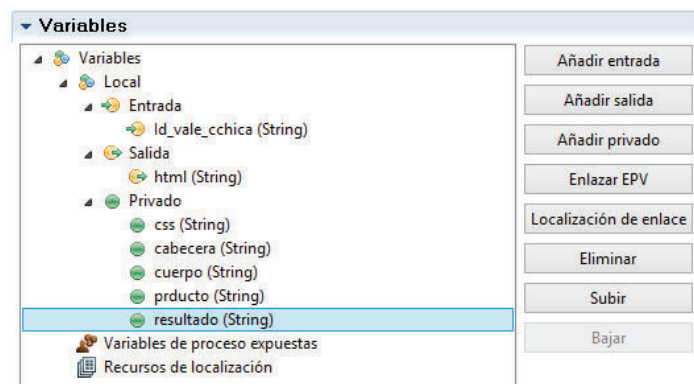 Variables
Variables
Local
Entrada
Id_vale_cchica (String)
Salida
html (String)
Privado
css (String)
cabecera (String)
cuerpo (String)
prducto (String)
resultado (String)
Variables de proceso expuestas
Recursos de localización
Añadir entrada
Añadir salida
Añadir privado
Enlazar EPV
Localización de enlace
Eliminar
Subir
Bajar